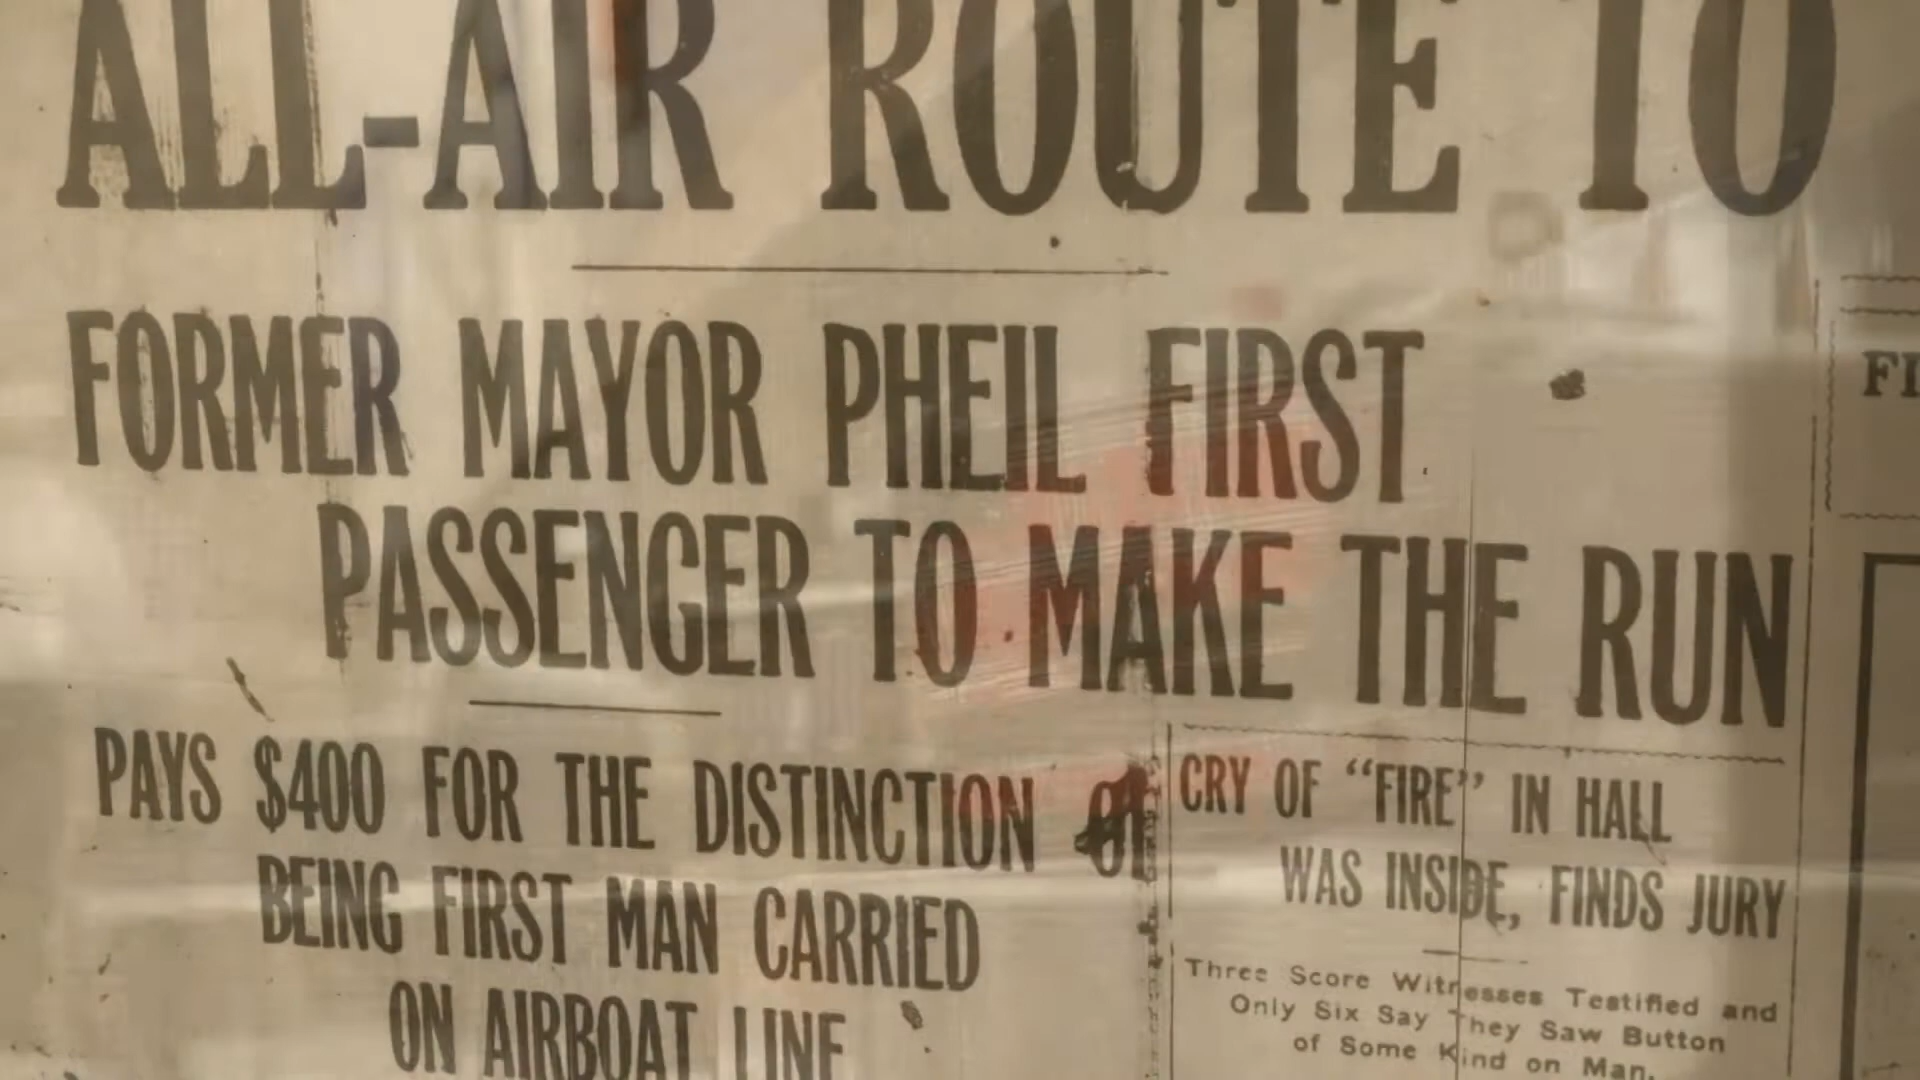 ALL-AIR ROUTE TO
FORMER MAYOR PHEIL FIRST
PASSENGER TO MAKE THE RUN
PAYS $400 FOR THE DISTINCTION OF
BEING FIRST MAN CARRIED
ON AIRBOAT LINE
CRY OF “FIRE” IN HALL
WAS INSIDE, FINDS JURY
Three Score Witnesses Testified and
Only Six Say They Saw Button
of Some Kind on Man.
FI